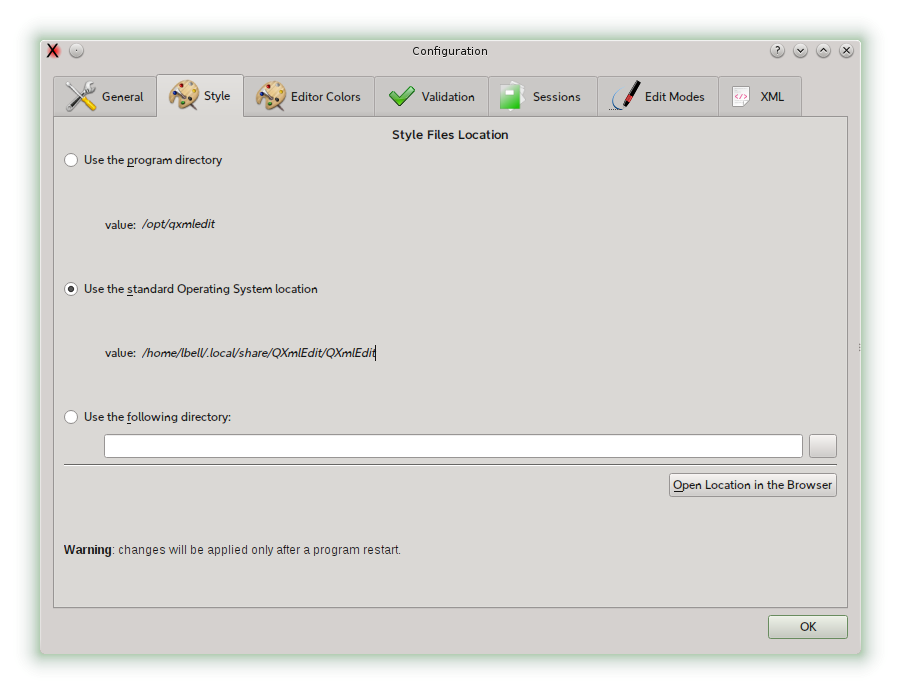 Configuration
General Style Editor Colors Validation Sessions Edit Modes XML
Style Files Location
Use the program directory
value: /opt/qxmledit
Use the standard Operating System location
value: /home/lbell/.local/share/QXmlEdit/QXmlEdit
Use the following directory:
Open Location in the Browser
Warning: changes will be applied only after a program restart.
OK